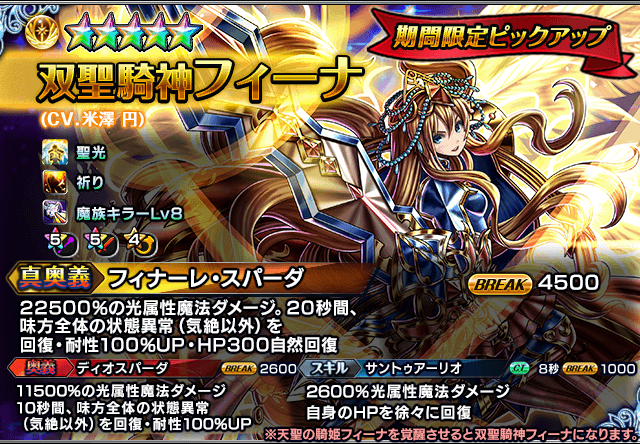 期間限定ピックアップ
双聖騎神フィーナ
(CV.米澤 円)
聖光
祈り
魔族キラーLv8
5 5 4
真奥義 フィナーレ・スパーダ BREAK 4500
22500%の光属性魔法ダメージ。20秒間、
味方全体の状態異常(気絶以外)を
回復・耐性100%UP・HP300自然回復
奥義 ディオスパーダ BREAK 2600
11500%の光属性魔法ダメージ
10秒間、味方全体の状態異常
(気絶以外)を回復・耐性100%UP
スキル サントゥアーリオ CT 8秒 BREAK 1000
2600%光属性魔法ダメージ
自身のHPを徐々に回復
※天聖の騎姫フィーナを覚醒させると双聖騎神フィーナになります。